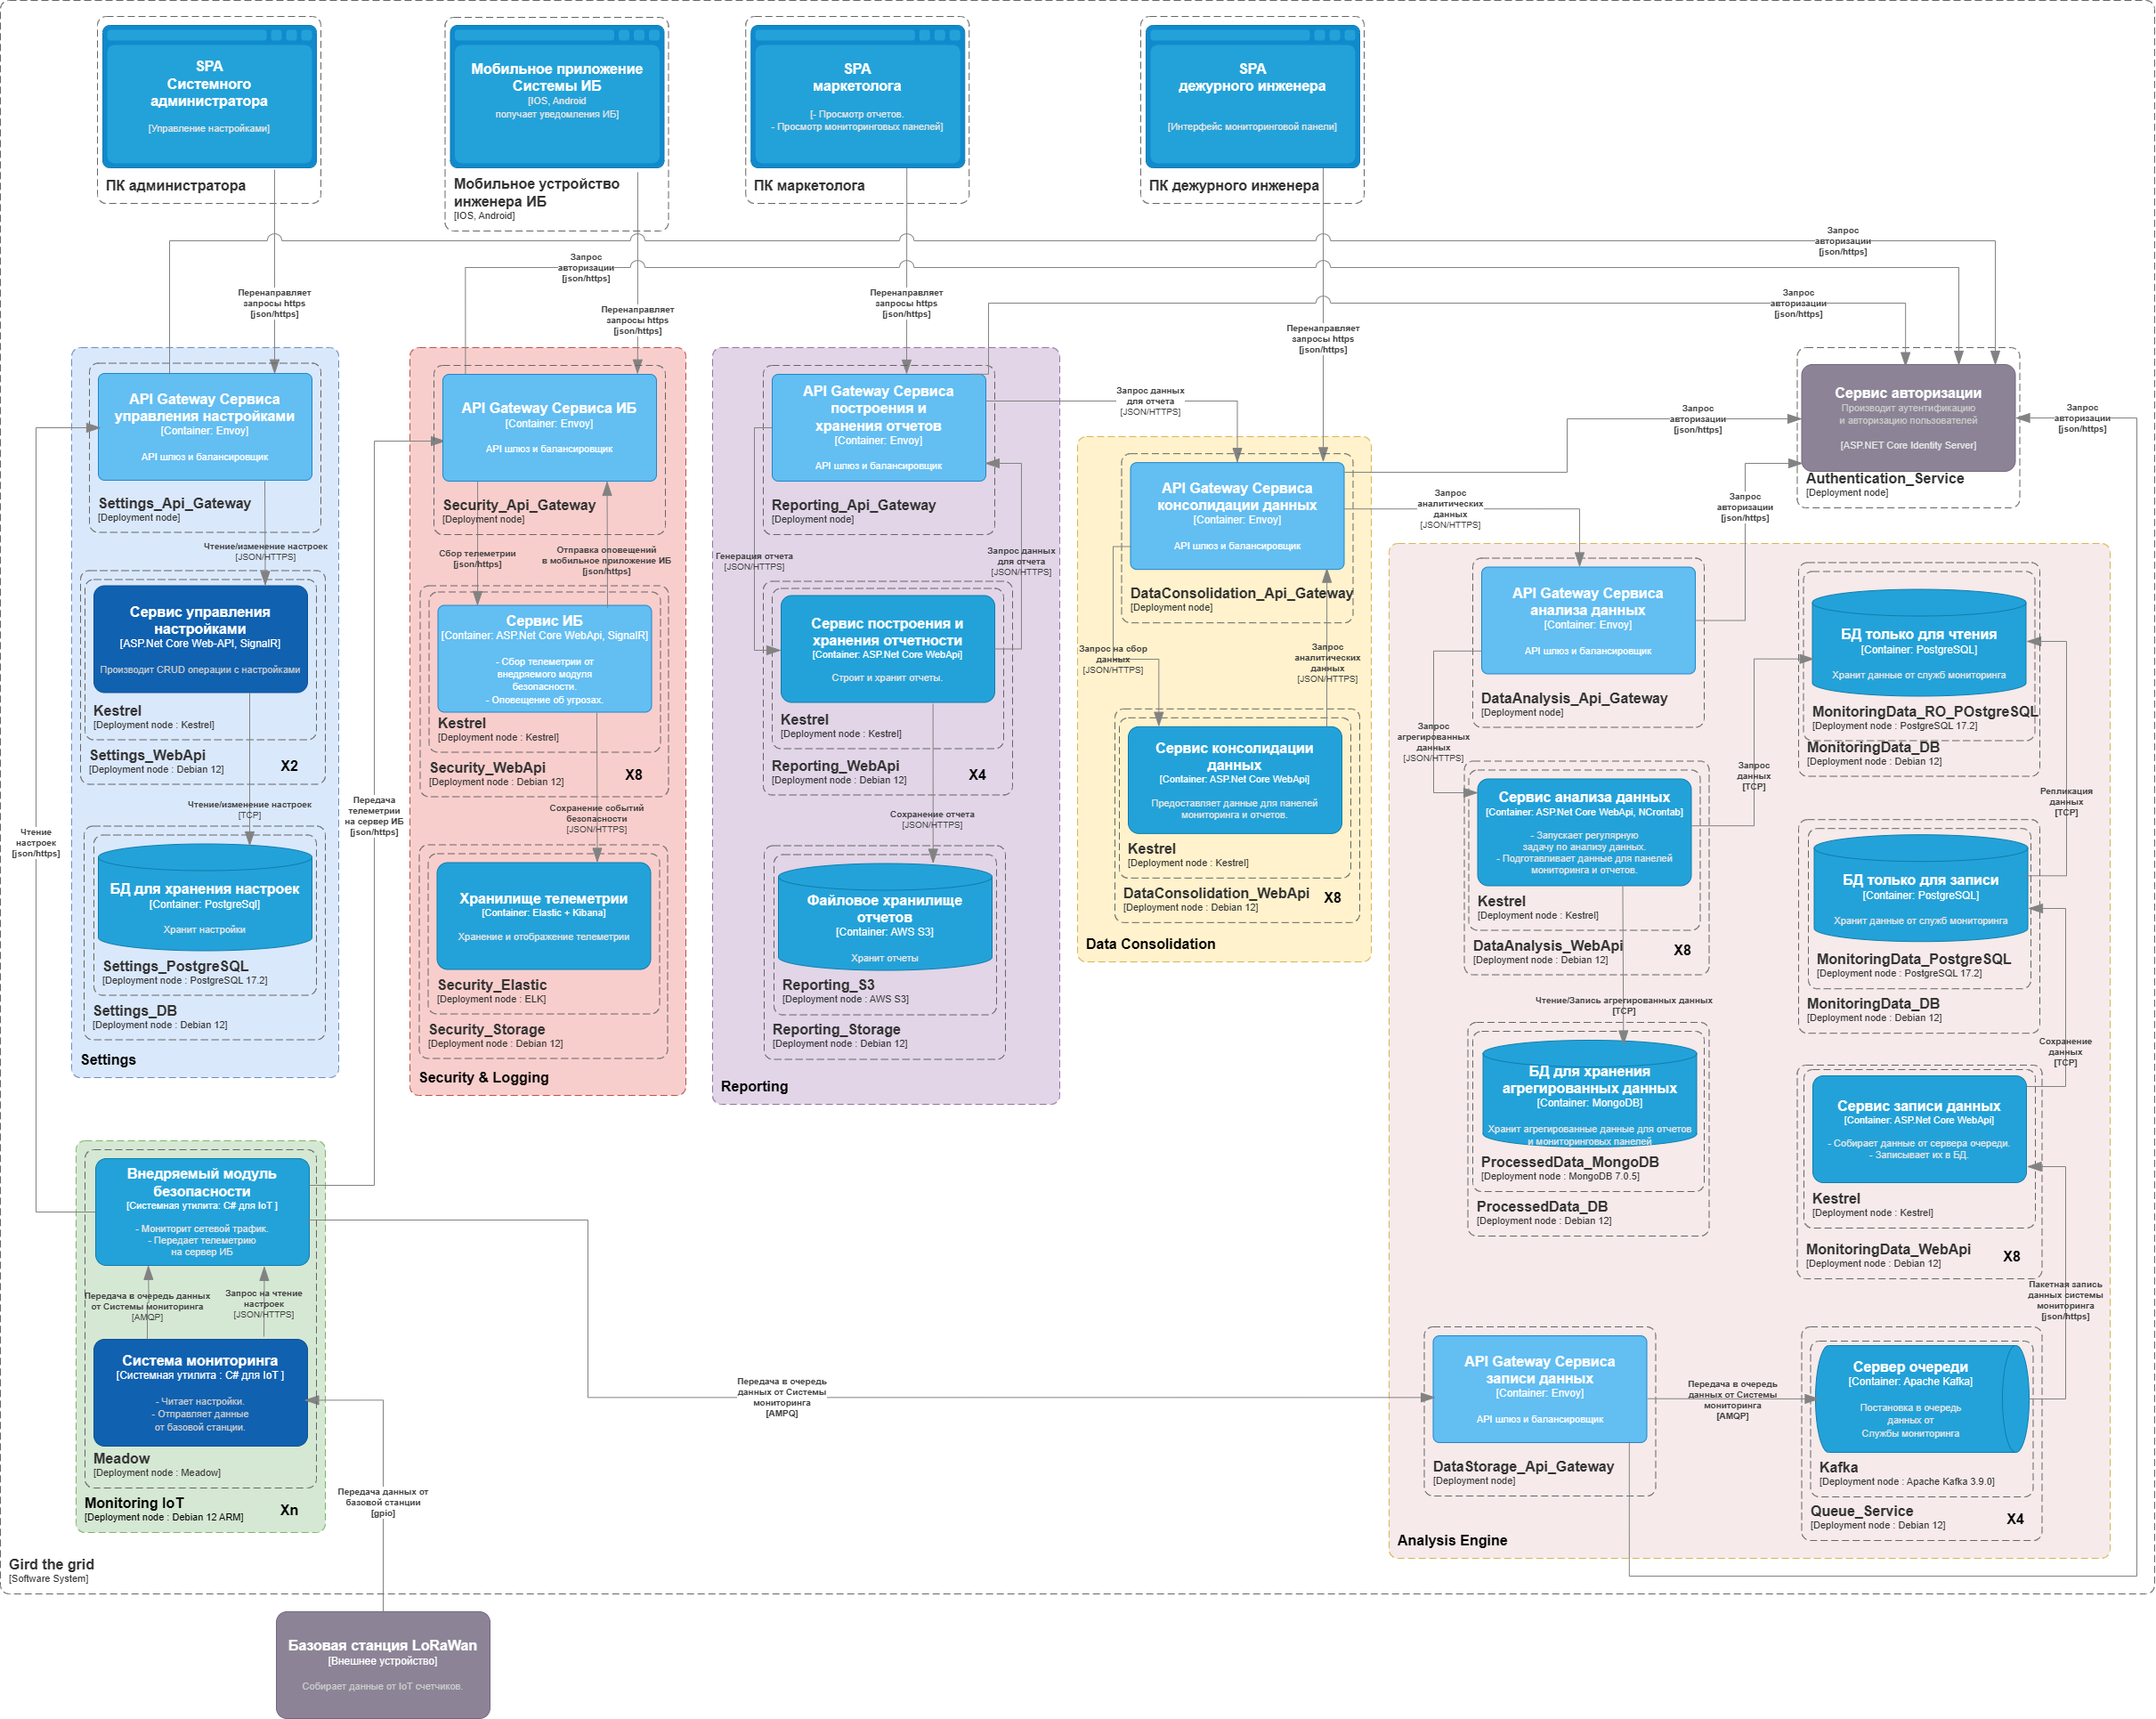 SPA
Системного
администратора
[Управление настройками]
ПК администратора
Мобильное приложение
Системы ИБ
[IOS, Android
получает уведомления ИБ]
Мобильное устройство
инженера ИБ
[IOS, Android]
SPA
маркетолога
[- Просмотр отчетов.
- Просмотр мониторинговых панелей]
ПК маркетолога
SPA
дежурного инженера
[Интерфейс мониторинговой панели]
ПК дежурного инженера
Запрос
авторизации
[json/https]
Запрос
авторизации
[json/https]
Запрос
авторизации
[json/https]
Перенаправляет
запросы https
[json/https]
Перенаправляет
запросы https
[json/https]
Перенаправляет
запросы https
[json/https]
Перенаправляет
запросы https
[json/https]
API Gateway Сервиса
управления настройками
[Container: Envoy]
API шлюз и балансировщик
Settings_Api_Gateway
[Deployment node]
Чтение/изменение настроек
[JSON/HTTPS]
Сервис управления
настройками
[ASP.Net Core Web-API, SignalR]
Производит CRUD операции с настройками
Kestrel
[Deployment node : Kestrel]
Settings_WebApi
[Deployment node : Debian 12]
X2
Чтение/изменение настроек
[TCP]
БД для хранения настроек
[Container: PostgreSql]
Хранит настройки
Settings_PostgreSQL
[Deployment node : PostgreSQL 17.2]
Settings_DB
[Deployment node : Debian 12]
Settings
Чтение
настроек
[json/https]
Передача
телеметрии
на сервер ИБ
[json/https]
API Gateway Сервиса ИБ
[Container: Envoy]
API шлюз и балансировщик
Security_Api_Gateway
[Deployment node]
Сбор телеметрии
[json/https]
Отправка оповещений
в мобильное приложение ИБ
[json/https]
Сервис ИБ
[Container: ASP.Net Core WebApi, SignalR]
- Сбор телеметрии от
внедряемого модуля
безопасности.
- Оповещение об угрозах.
Kestrel
[Deployment node : Kestrel]
Security_WebApi
[Deployment node : Debian 12]
X8
Сохранение событий
безопасности
[JSON/HTTPS]
Хранилище телеметрии
[Container: Elastic + Kibana]
Хранение и отображение телеметрии
Security_Elastic
[Deployment node : ELK]
Security_Storage
[Deployment node : Debian 12]
Security & Logging
API Gateway Сервиса
построения и
хранения отчетов
[Container: Envoy]
API шлюз и балансировщик
Reporting_Api_Gateway
[Deployment node]
Генерация отчета
[JSON/HTTPS]
Запрос данных
для отчета
[JSON/HTTPS]
Сервис построения и
хранения отчетности
[Container: ASP.Net Core WebApi]
Строит и хранит отчеты.
Kestrel
[Deployment node : Kestrel]
Reporting_WebApi
[Deployment node : Debian 12]
X4
Сохранение отчета
[JSON/HTTPS]
Файловое хранилище
отчетов
[Container: AWS S3]
Хранит отчеты
Reporting_S3
[Deployment node : AWS S3]
Reporting_Storage
[Deployment node : Debian 12]
Reporting
Запрос данных
для отчета
[JSON/HTTPS]
API Gateway Сервиса
консолидации данных
[Container: Envoy]
API шлюз и балансировщик
DataConsolidation_Api_Gateway
[Deployment node]
Запрос на сбор
данных
[JSON/HTTPS]
Запрос
аналитических
данных
[JSON/HTTPS]
Сервис консолидации
данных
[Container: ASP.Net Core WebApi]
Предоставляет данные для панелей
мониторинга и отчетов.
Kestrel
[Deployment node : Kestrel]
DataConsolidation_WebApi
[Deployment node : Debian 12]
X8
Data Consolidation
Запрос
авторизации
[json/https]
Запрос
аналитических
данных
[JSON/HTTPS]
Запрос
авторизации
[json/https]
Сервис авторизации
Производит аутентификацию
и авторизацию пользователей
[ASP.NET Core Identity Server]
Authentication_Service
[Deployment node]
Запрос
авторизации
[json/https]
API Gateway Сервиса
анализа данных
[Container: Envoy]
API шлюз и балансировщик
DataAnalysis_Api_Gateway
[Deployment node]
Запрос
агрегированных
данных
[JSON/HTTPS]
Запрос
данных
[TCP]
Сервис анализа данных
[Container: ASP.Net Core WebApi, NCrontab]
- Запускает регулярную
задачу по анализу данных.
- Подготавливает данные для панелей
мониторинга и отчетов.
Kestrel
[Deployment node : Kestrel]
DataAnalysis_WebApi
[Deployment node : Debian 12]
X8
Чтение/Запись агрегированных данных
[TCP]
БД для хранения
агрегированных данных
[Container: MongoDB]
Хранит агрегированные данные для отчетов
и мониторинговых панелей
ProcessedData_MongoDB
[Deployment node : MongoDB 7.0.5]
ProcessedData_DB
[Deployment node : Debian 12]
БД только для чтения
[Container: PostgreSQL]
Хранит данные от служб мониторинга
MonitoringData_RO_POstgreSQL
[Deployment node : PostgreSQL 17.2]
MonitoringData_DB
[Deployment node : Debian 12]
Репликация
данных
[TCP]
БД только для записи
[Container: PostgreSQL]
Хранит данные от служб мониторинга
MonitoringData_PostgreSQL
[Deployment node : PostgreSQL 17.2]
MonitoringData_DB
[Deployment node : Debian 12]
Сохранение
данных
[TCP]
Сервис записи данных
[Container: ASP.Net Core WebApi]
- Собирает данные от сервера очереди.
- Записывает их в БД.
Kestrel
[Deployment node : Kestrel]
MonitoringData_WebApi
[Deployment node : Debian 12]
X8
Пакетная запись
данных системы
мониторинга
[json/https]
API Gateway Сервиса
записи данных
[Container: Envoy]
API шлюз и балансировщик
DataStorage_Api_Gateway
[Deployment node]
Передача в очередь
данных от Системы
мониторинга
[AMQP]
Сервер очереди
[Container: Apache Kafka]
Постановка в очередь
данных от
Службы мониторинга
Kafka
[Deployment node : Apache Kafka 3.9.0]
Queue_Service
[Deployment node : Debian 12]
X4
Analysis Engine
Внедряемый модуль
безопасности
[Системная утилита: C# для IoT ]
- Мониторит сетевой трафик.
- Передает телеметрию
на сервер ИБ
Передача в очередь данных
от Системы мониторинга
[AMQP]
Запрос на чтение
настроек
[JSON/HTTPS]
Система мониторинга
[Системная утилита : C# для IoT ]
- Читает настройки.
- Отправляет данные
от базовой станции.
Meadow
[Deployment node : Meadow]
Monitoring IoT
[Deployment node : Debian 12 ARM]
Xn
Передача в очередь
данных от Системы
мониторинга
[AMPQ]
Передача данных от
базовой станции
[gpio]
Gird the grid
[Software System]
Базовая станция LoRaWan
[Внешнее устройство]
Собирает данные от IoT счетчиков.